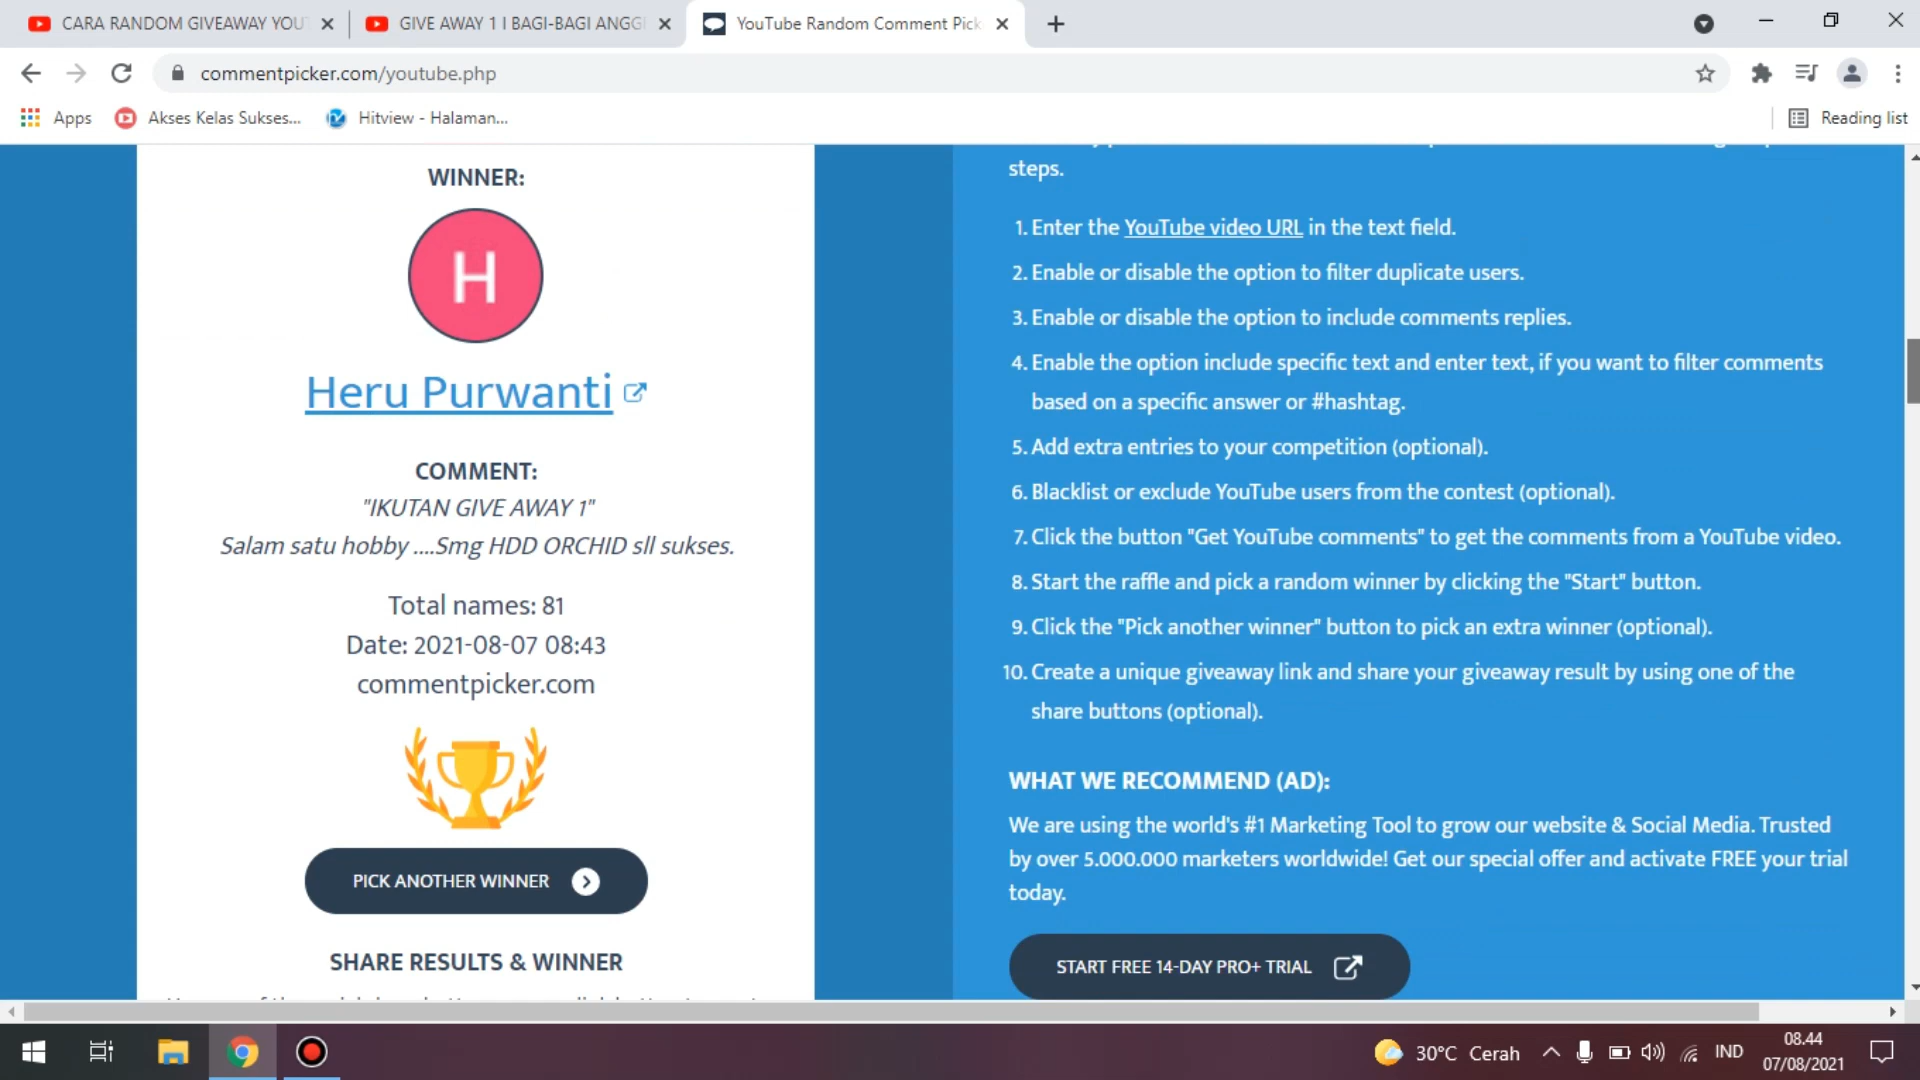 CARA RANDOM GIVEAWAY YOU
GIVE AWAY 1 I BAGI-BAGI ANGG
YouTube Random Comment Pick
commentpicker.com/youtube.php
Apps
Akses Kelas Sukses...
Hitview - Halaman...
Reading list
WINNER:
H
Heru Purwanti
COMMENT:
"IKUTAN GIVE AWAY 1"
Salam satu hobby ....Smg HDD ORCHID sll sukses.
Total names: 81
Date: 2021-08-07 08:43
commentpicker.com
PICK ANOTHER WINNER
SHARE RESULTS & WINNER
steps.
1. Enter the YouTube video URL in the text field.
2. Enable or disable the option to filter duplicate users.
3. Enable or disable the option to include comments replies.
4. Enable the option include specific text and enter text, if you want to filter comments
based on a specific answer or #hashtag.
5. Add extra entries to your competition (optional).
6. Blacklist or exclude YouTube users from the contest (optional).
7. Click the button "Get YouTube comments" to get the comments from a YouTube video.
8. Start the raffle and pick a random winner by clicking the "Start" button.
9. Click the "Pick another winner" button to pick an extra winner (optional).
10. Create a unique giveaway link and share your giveaway result by using one of the
share buttons (optional).
WHAT WE RECOMMEND (AD):
We are using the world's #1 Marketing Tool to grow our website & Social Media. Trusted
by over 5.000.000 marketers worldwide! Get our special offer and activate FREE your trial
today.
START FREE 14-DAY PRO+ TRIAL
30°C Cerah
IND
08.44
07/08/2021